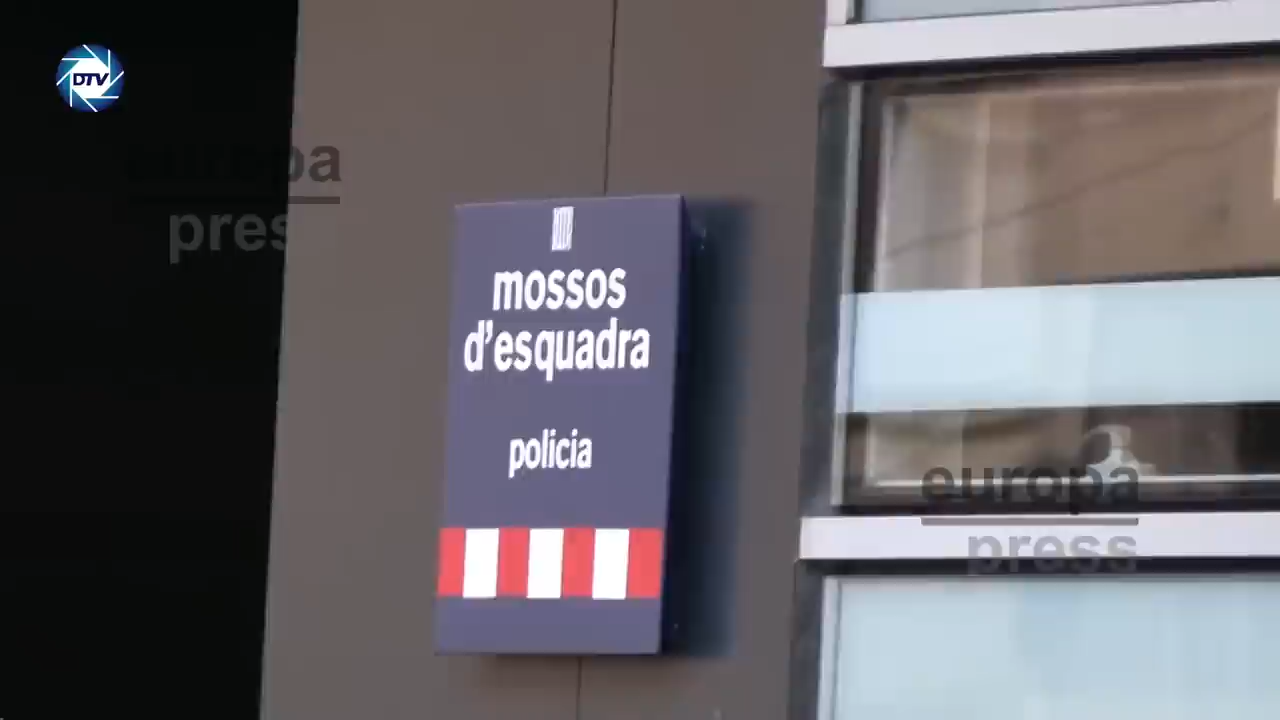 DTV
europa
press
mossos
d'esquadra
policia
europa
press